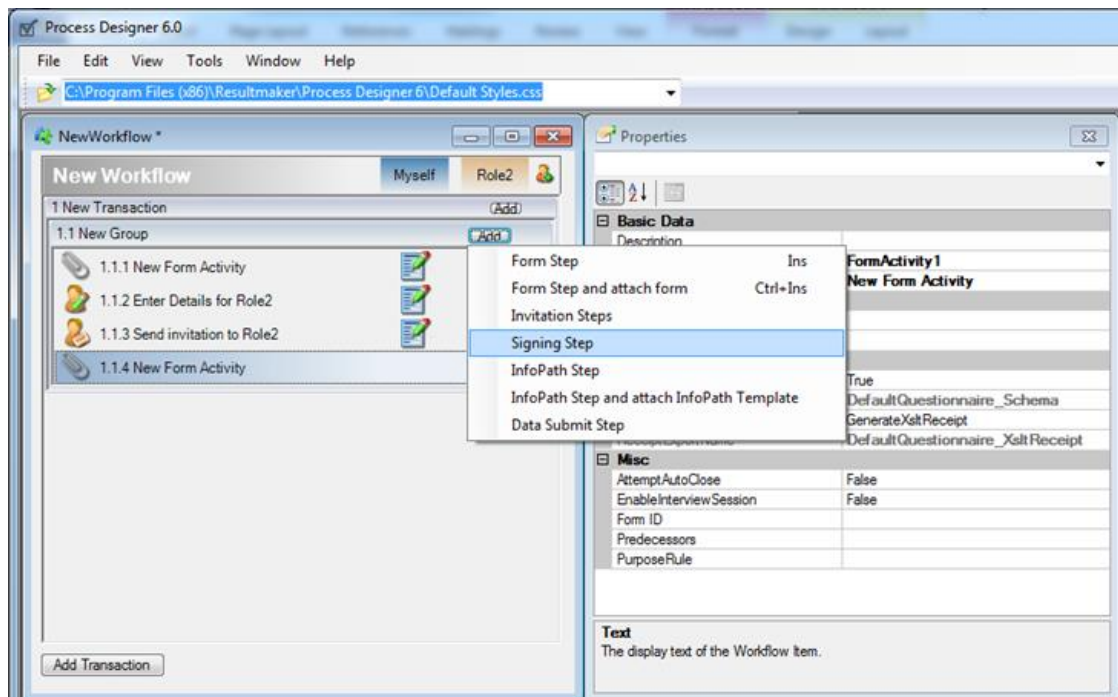 Process Designer 6.0
File Edit View Tools Window Help
C:\Program Files (x86)\Resultmaker\Process Designer 6\Default Styles.css
NewWorkflow *
New Workflow Myself Role2
1 New Transaction Add
1.1 New Group Add
1.1.1 New Form Activity
1.1.2 Enter Details for Role2
1.1.3 Send invitation to Role2
1.1.4 New Form Activity
Add Transaction
Form Step Ins
Form Step and attach form Ctrl+Ins
Invitation Steps
Signing Step
InfoPath Step
InfoPath Step and attach InfoPath Template
Data Submit Step
Properties
Basic Data
Description
FormActivity1
New Form Activity
True
DefaultQuestionnaire_Schema
GenerateXsltReceipt
DefaultQuestionnaire_XsltReceipt
Misc
AttemptAutoClose False
EnableInterviewSession False
Form ID
Predecessors
PurposeRule
Text
The display text of the Workflow Item.